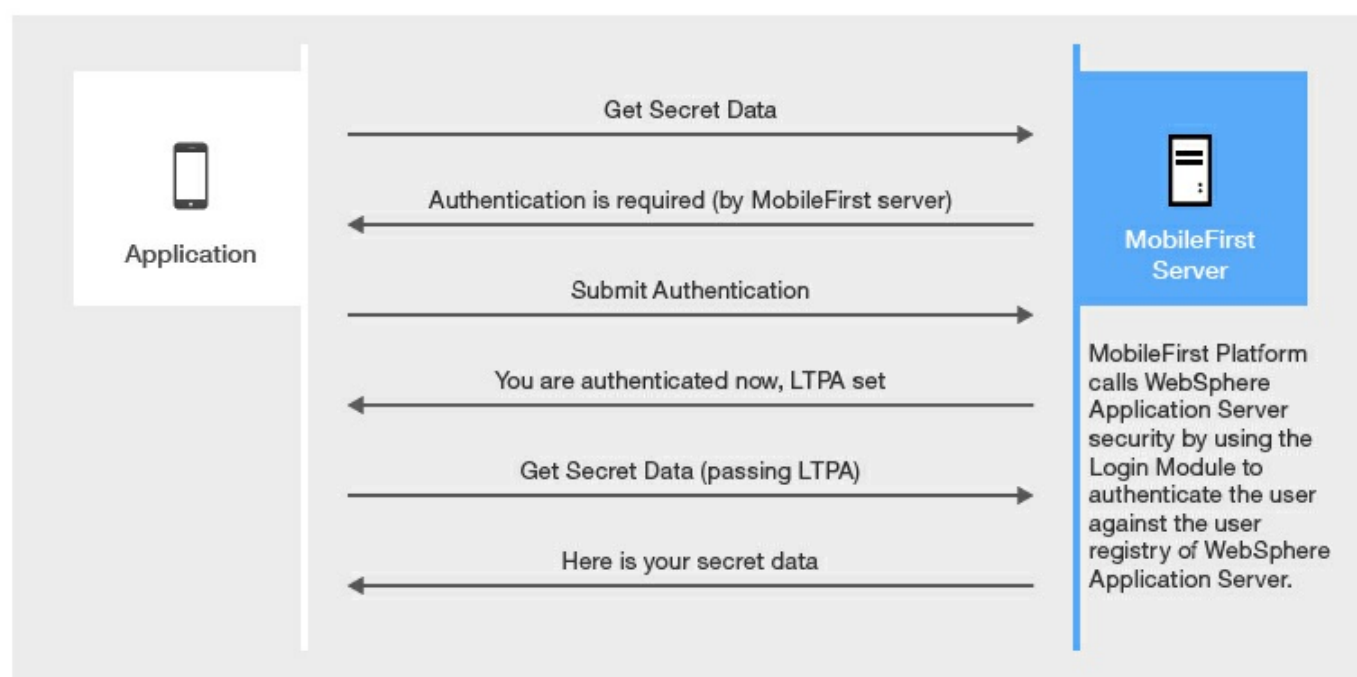 Get Secret Data
Authentication is required (by MobileFirst server)
Application
MobileFirst
Server
Submit Authentication
You are authenticated now, LTPA set
Get Secret Data (passing LTPA)
Here is your secret data
MobileFirst Platform
calls WebSphere
Application Server
security by using the
Login Module to
authenticate the user
against the user
registry of WebSphere
Application Server.